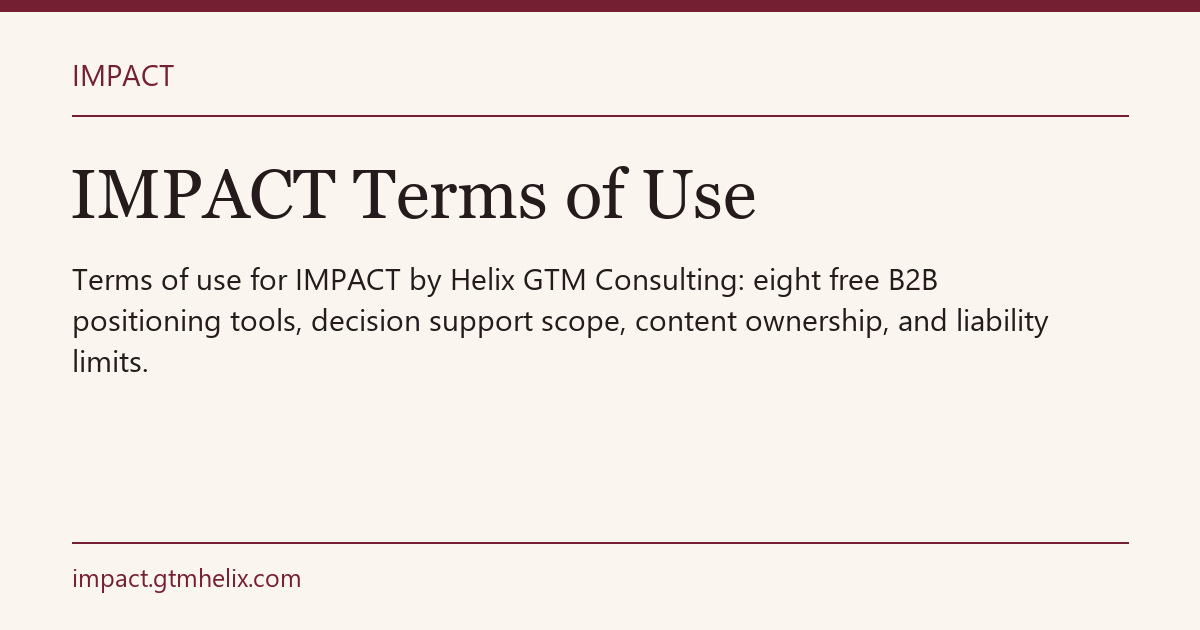 IMPACT
IMPACT Terms of Use
Terms of use for IMPACT by Helix GTM Consulting: eight free B2B
positioning tools, decision support scope, content ownership, and liability
limits.
impact.gtmhelix.com